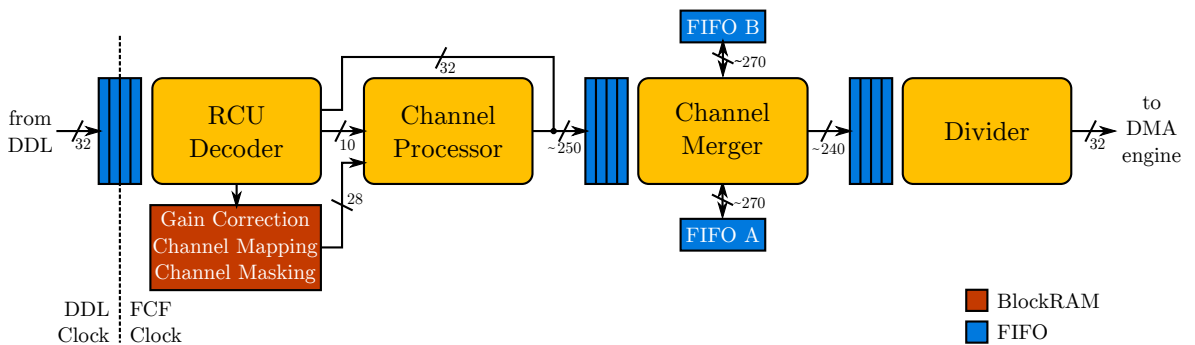 FIFO B
~270
32
from
DDL
32
RCU
Decoder
10
Channel
Processor
~250
Channel
Merger
~240
Divider
32
to
DMA
engine
28
~270
Gain Correction
Channel Mapping
Channel Masking
FIFO A
DDL
Clock
FCF
Clock
BlockRAM
FIFO